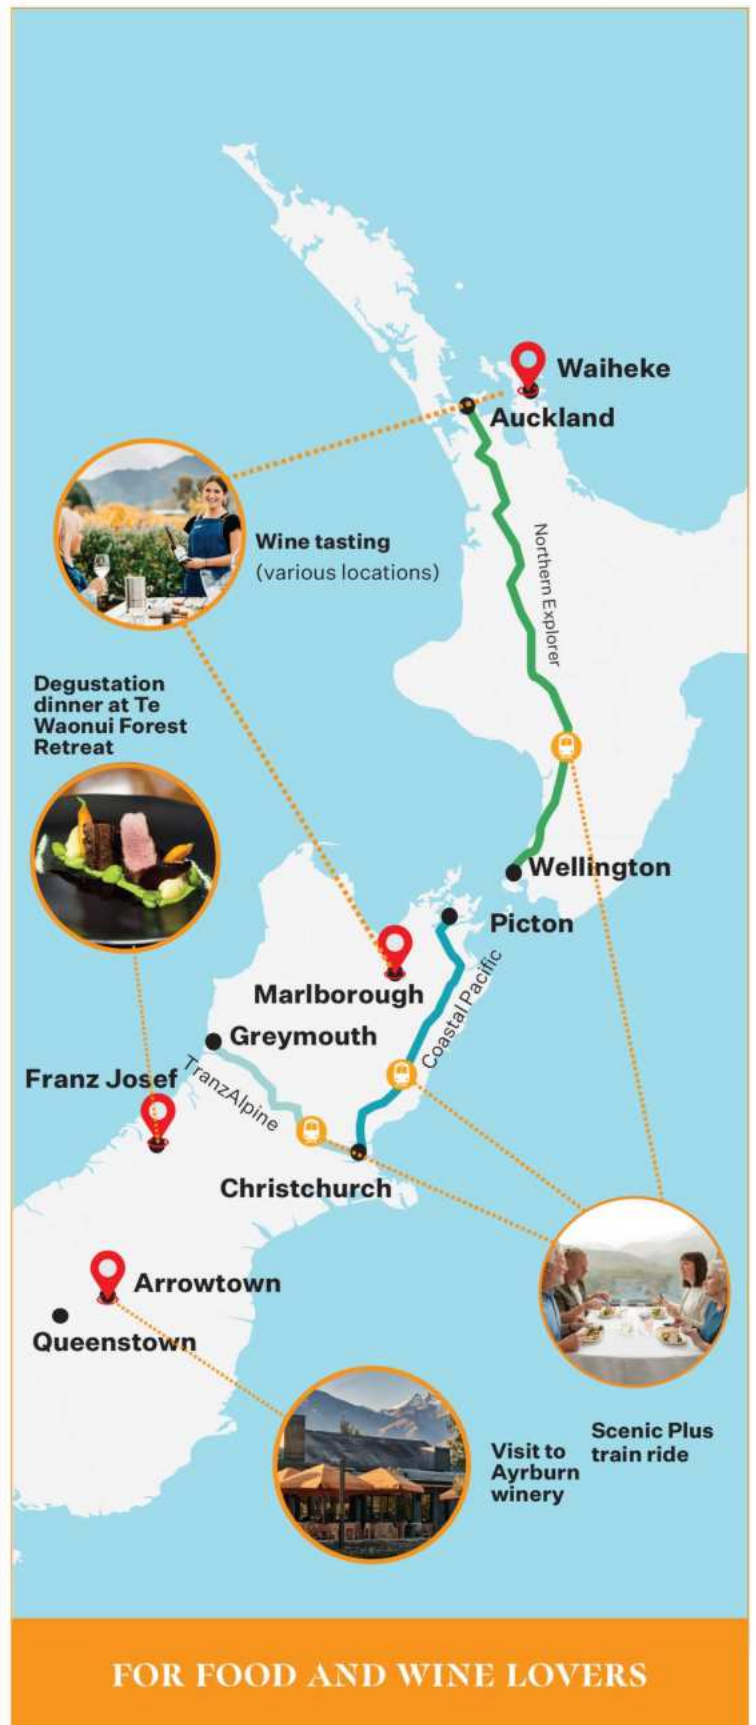 Waiheke
Auckland
Wine tasting
(various locations)
Northern Explorer
Degustation
dinner at Te
Waonui Forest
Retreat
Wellington
Picton
Marlborough
Coastal Pacific
Greymouth
Franz Josef
TranzAlpine
Christchurch
Arrowtown
Queenstown
Scenic Plus
train ride
Visit to
Ayrburn
winery
FOR FOOD AND WINE LOVERS